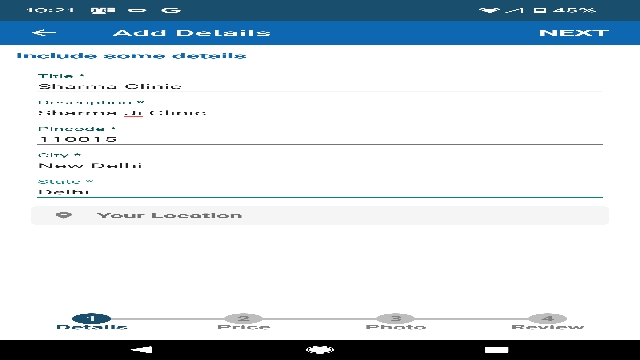 10:21 G 45%
Add Details NEXT
Include some details
Title *
Sharma Clinic
Description *
Sharma Ji Clinic
Pincode *
110015
City *
New Delhi
State *
Delhi
Your Location
1 2 3 4
Details Price Photo Review